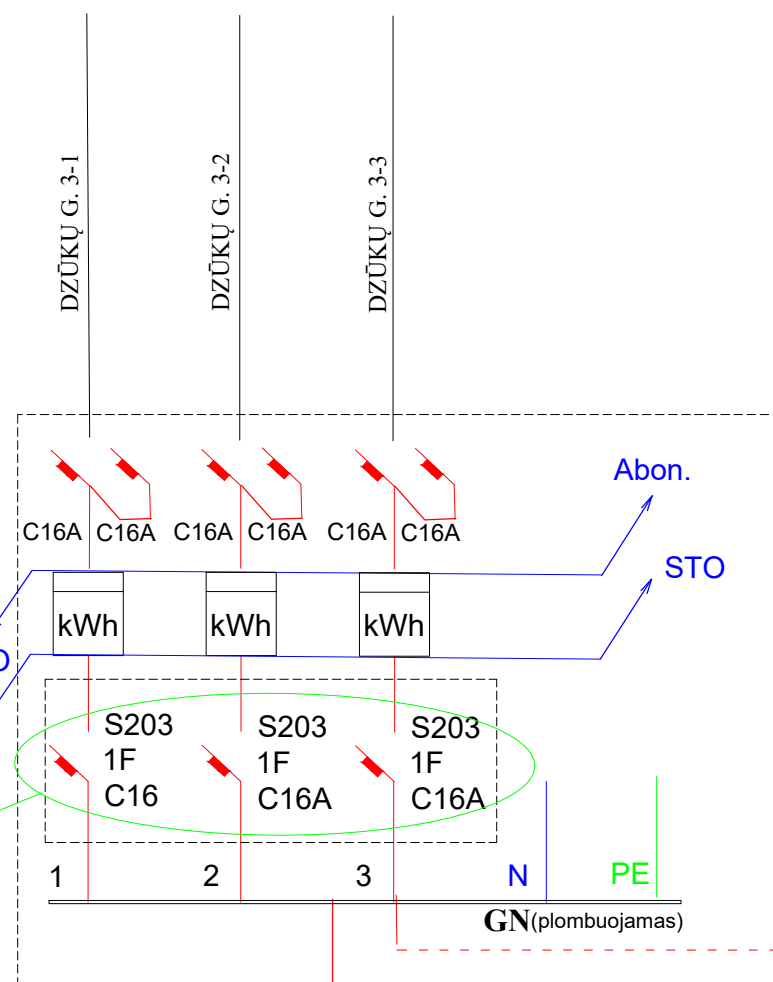 DZŪKŲ G. 3-1
DZŪKŲ G. 3-2
DZŪKŲ G. 3-3
Abon.
C16A C16A C16A C16A C16A C16A
STO
kWh kWh kWh
S203 S203 S203
1F 1F 1F
C16 C16A C16A
1 2 3 N PE
GN(plombuojamas)